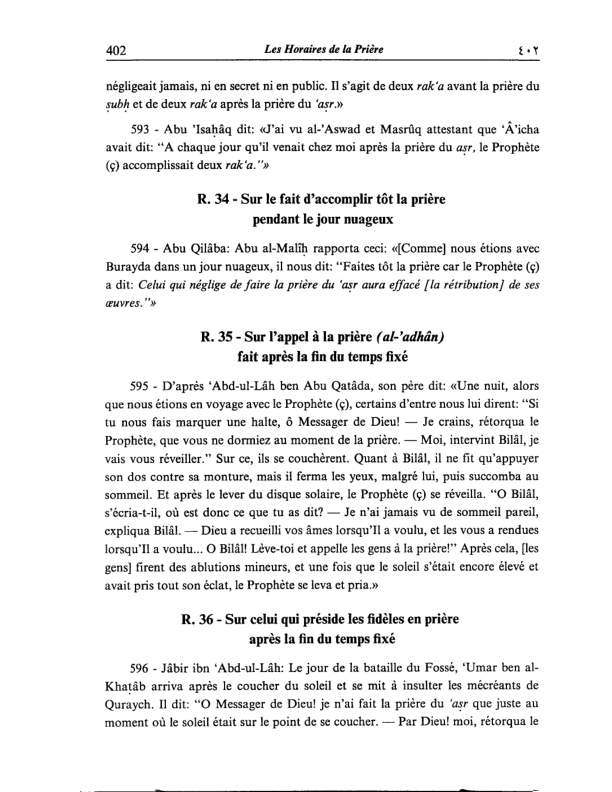 402 Les Horaires de la Prière ٤٠٢
négligeait jamais, ni en secret ni en public. Il s'agit de deux rak'a avant la prière du
ṣubḥ et de deux rak'a après la prière du 'aṣr.»
593 - Abu 'Isaḥâq dit: «J'ai vu al-'Aswad et Masrûq attestant que ‘Â'icha
avait dit: “A chaque jour qu'il venait chez moi après la prière du aṣr, le Prophète
(ç) accomplissait deux rak'a.”»
R. 34 - Sur le fait d'accomplir tôt la prière
pendant le jour nuageux
594 - Abu Qilâba: Abu al-Malîḥ rapporta ceci: «[Comme] nous étions avec
Burayda dans un jour nuageux, il nous dit: “Faites tôt la prière car le Prophète (ç)
a dit: Celui qui néglige de faire la prière du 'aṣr aura effacé [la rétribution] de ses
œuvres.”»
R. 35 - Sur l'appel à la prière (al-'adhân)
fait après la fin du temps fixé
595 - D'après ‘Abd-ul-Lâh ben Abu Qatâda, son père dit: «Une nuit, alors
que nous étions en voyage avec le Prophète (ç), certains d'entre nous lui dirent: “Si
tu nous fais marquer une halte, ô Messager de Dieu! — Je crains, rétorqua le
Prophète, que vous ne dormiez au moment de la prière. — Moi, intervint Bilâl, je
vais vous réveiller.” Sur ce, ils se couchèrent. Quant à Bilâl, il ne fit qu'appuyer
son dos contre sa monture, mais il ferma les yeux, malgré lui, puis succomba au
sommeil. Et après le lever du disque solaire, le Prophète (ç) se réveilla. “O Bilâl,
s'écria-t-il, où est donc ce que tu as dit? — Je n'ai jamais vu de sommeil pareil,
expliqua Bilâl. — Dieu a recueilli vos âmes lorsqu'Il a voulu, et les vous a rendues
lorsqu'Il a voulu... O Bilâl! Lève-toi et appelle les gens à la prière!” Après cela, [les
gens] firent des ablutions mineurs, et une fois que le soleil s'était encore élevé et
avait pris tout son éclat, le Prophète se leva et pria.»
R. 36 - Sur celui qui préside les fidèles en prière
après la fin du temps fixé
596 - Jâbir ibn ‘Abd-ul-Lâh: Le jour de la bataille du Fossé, ‘Umar ben al-
Khaṭâb arriva après le coucher du soleil et se mit à insulter les mécréants de
Quraych. Il dit: “O Messager de Dieu! je n'ai fait la prière du 'aṣr que juste au
moment où le soleil était sur le point de se coucher. — Par Dieu! moi, rétorqua le